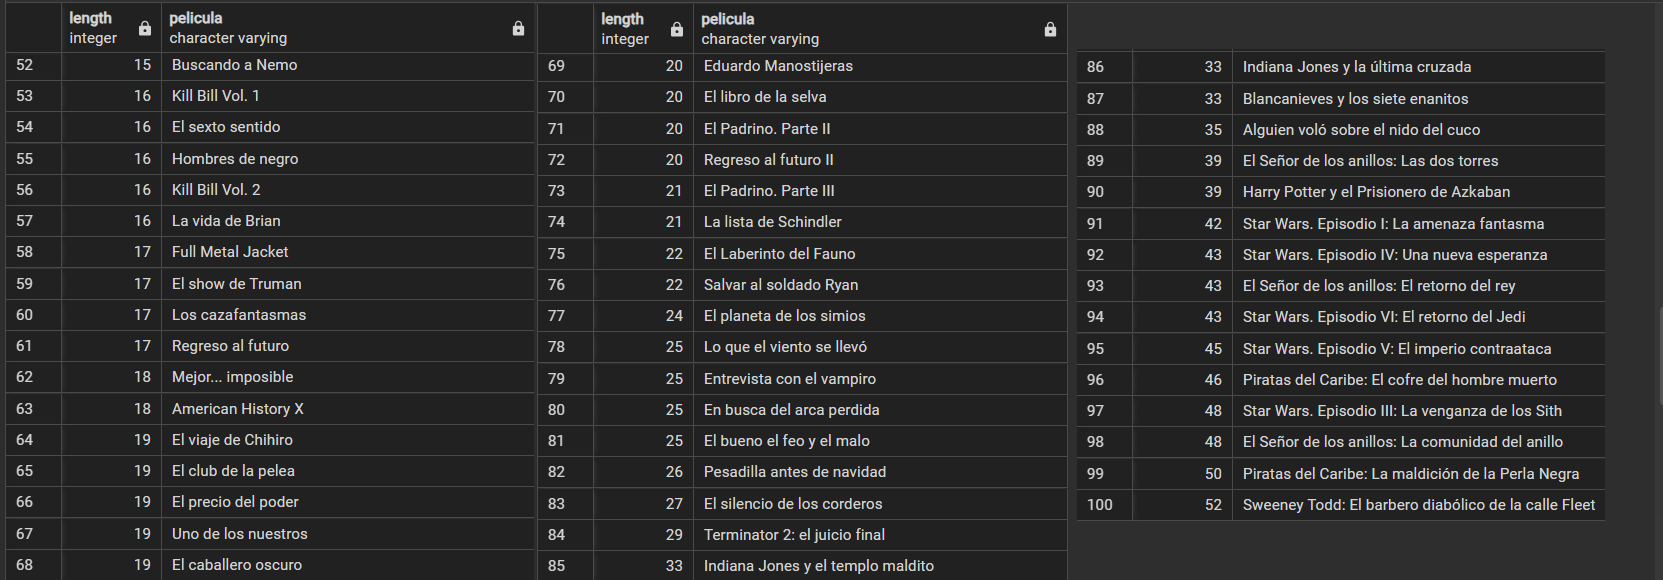 length pelicula
integer character varying
52 15 Buscando a Nemo
53 16 Kill Bill Vol. 1
54 16 El sexto sentido
55 16 Hombres de negro
56 16 Kill Bill Vol. 2
57 16 La vida de Brian
58 17 Full Metal Jacket
59 17 El show de Truman
60 17 Los cazafantasmas
61 17 Regreso al futuro
62 18 Mejor... imposible
63 18 American History X
64 19 El viaje de Chihiro
65 19 El club de la pelea
66 19 El precio del poder
67 19 Uno de los nuestros
68 19 El caballero oscuro
length pelicula
integer character varying
69 20 Eduardo Manostijeras
70 20 El libro de la selva
71 20 El Padrino. Parte II
72 20 Regreso al futuro II
73 21 El Padrino. Parte III
74 21 La lista de Schindler
75 22 El Laberinto del Fauno
76 22 Salvar al soldado Ryan
77 24 El planeta de los simios
78 25 Lo que el viento se llevó
79 25 Entrevista con el vampiro
80 25 En busca del arca perdida
81 25 El bueno el feo y el malo
82 26 Pesadilla antes de navidad
83 27 El silencio de los corderos
84 29 Terminator 2: el juicio final
85 33 Indiana Jones y el templo maldito
86 33 Indiana Jones y la última cruzada
87 33 Blancanieves y los siete enanitos
88 35 Alguien voló sobre el nido del cuco
89 39 El Señor de los anillos: Las dos torres
90 39 Harry Potter y el Prisionero de Azkaban
91 42 Star Wars. Episodio I: La amenaza fantasma
92 43 Star Wars. Episodio IV: Una nueva esperanza
93 43 El Señor de los anillos: El retorno del rey
94 43 Star Wars. Episodio VI: El retorno del Jedi
95 45 Star Wars. Episodio V: El imperio contraataca
96 46 Piratas del Caribe: El cofre del hombre muerto
97 48 Star Wars. Episodio III: La venganza de los Sith
98 48 El Señor de los anillos: La comunidad del anillo
99 50 Piratas del Caribe: La maldición de la Perla Negra
100 52 Sweeney Todd: El barbero diabólico de la calle Fleet